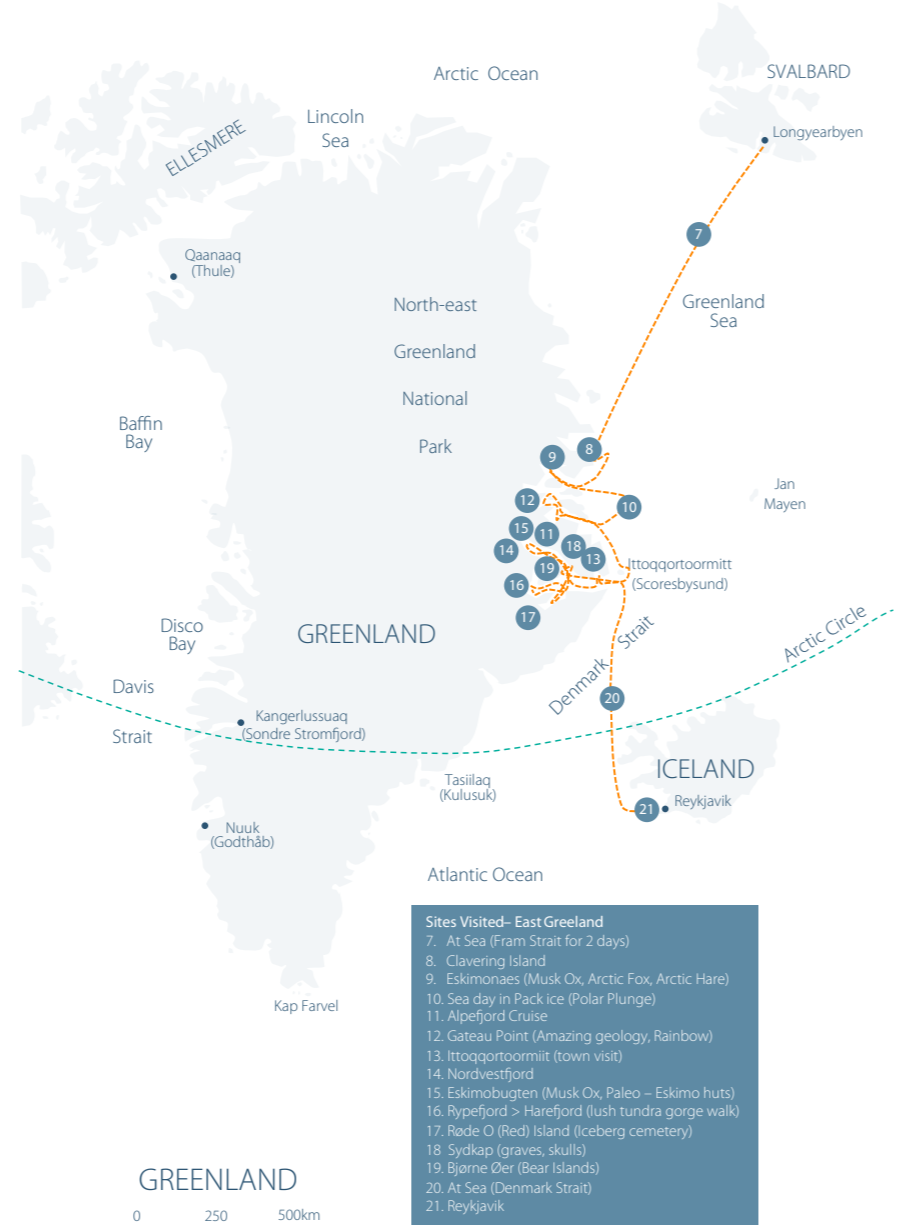 Arctic Ocean
SVALBARD
Lincoln
Sea
ELLESMERE
Longyearbyen
7
Qaanaaq
(Thule)
Greenland
Sea
North-east
Greenland
National
Park
Baffin
Bay
8
9
Jan
Mayen
12
10
15
11
18
14
13
Ittoqqortoormitt
(Scoresbysund)
19
16
17
Disco
Bay
GREENLAND
Denmark Strait
Arctic Circle
Davis
Strait
20
Kangerlussuaq
(Sondre Stromfjord)
ICELAND
Tasiilaq
(Kulusuk)
21
Reykjavik
Nuuk
(Godthåb)
Atlantic Ocean
Kap Farvel
Sites Visited– East Greeland
7. At Sea (Fram Strait for 2 days)
8. Clavering Island
9. Eskimonaes (Musk Ox, Arctic Fox, Arctic Hare)
10. Sea day in Pack ice (Polar Plunge)
11. Alpefjord Cruise
12. Gateau Point (Amazing geology, Rainbow)
13. Ittoqqortoormiit (town visit)
14. Nordvestfjord
15. Eskimobugten (Musk Ox, Paleo – Eskimo huts)
16. Rypefjord > Harefjord (lush tundra gorge walk)
17. Røde O (Red) Island (Iceberg cemetery)
18 Sydkap (graves, skulls)
19. Bjørne Øer (Bear Islands)
20. At Sea (Denmark Strait)
21. Reykjavik
GREENLAND
0 250 500km